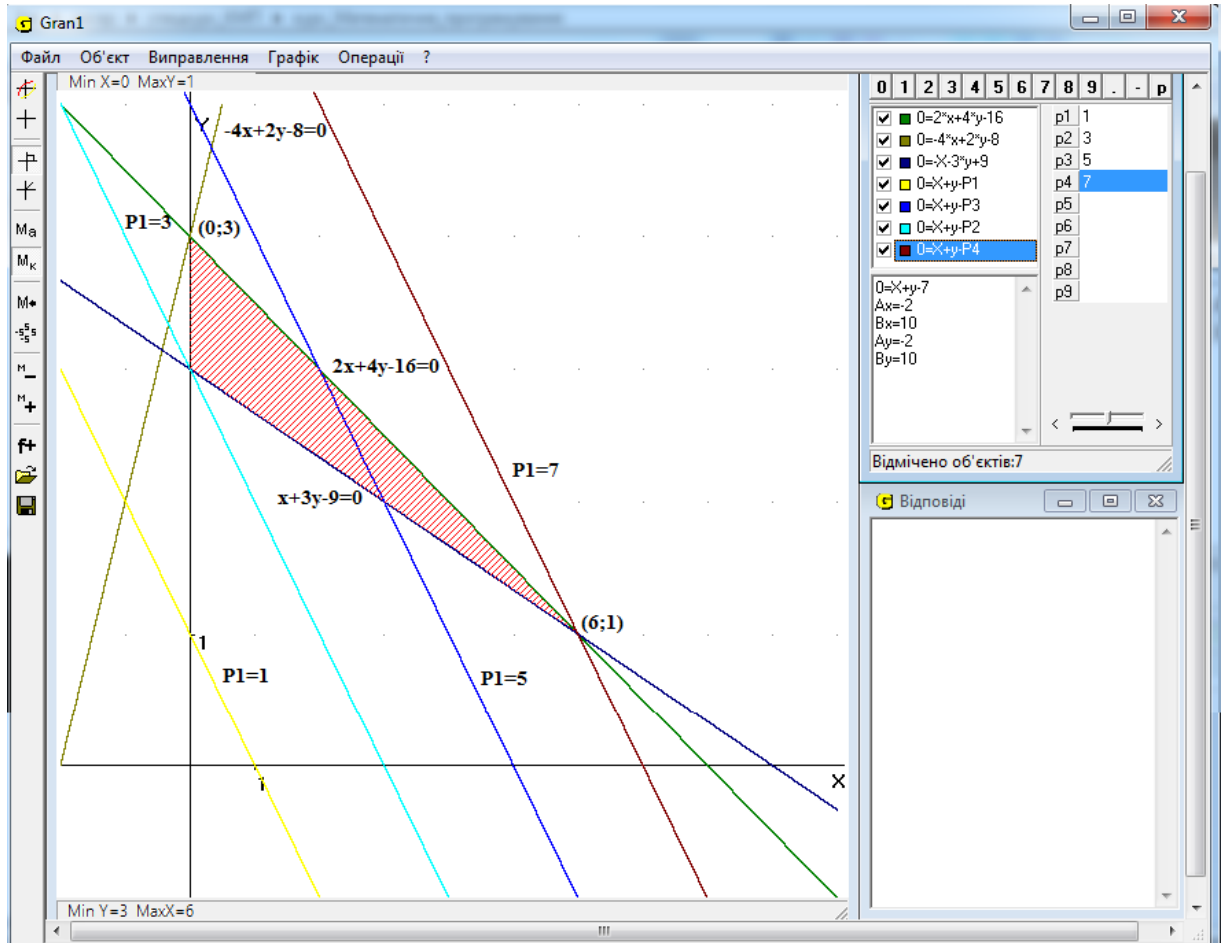 Gran1
Файл Об'єкт Виправлення Графік Операції ?
Min X=0 MaxY=1
Y
-4x+2y-8=0
P1=3
(0;3)
2x+4y-16=0
P1=7
x+3y-9=0
(6;1)
1
P1=1
P1=5
1
X
Min Y=3 MaxX=6
Ma
Mк
M
-s s s
M
M +
f+
0 1 2 3 4 5 6 7 8 9 . - p
0=2*x+4*y-16
0=-4*x+2*y-8
0=-X-3*y+9
0=X+y-P1
0=X+y-P3
0=X+y-P2
0=X+y-P4
p1 1
p2 3
p3 5
p4 7
p5
p6
p7
p8
p9
0=X+y-7
Ax=-2
Bx=10
Ay=-2
By=10
< >
Відмічено об'єктів:7
Відповіді